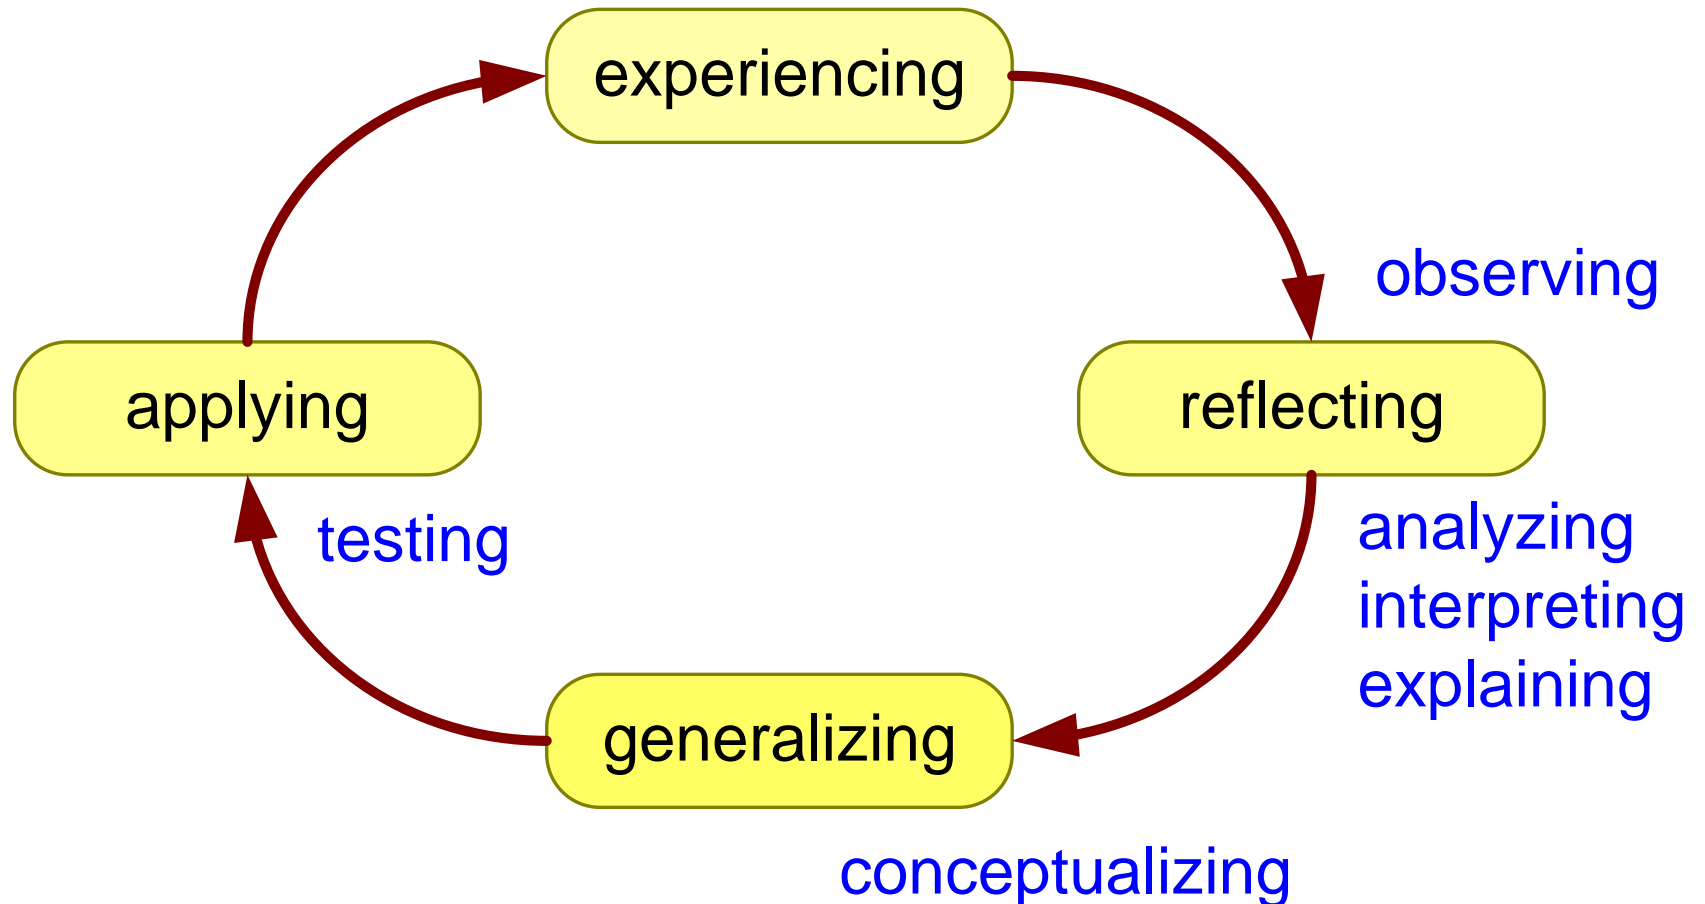 experiencing
observing
applying
reflecting
analyzing
testing
interpreting
explaining
generalizing
conceptualizing